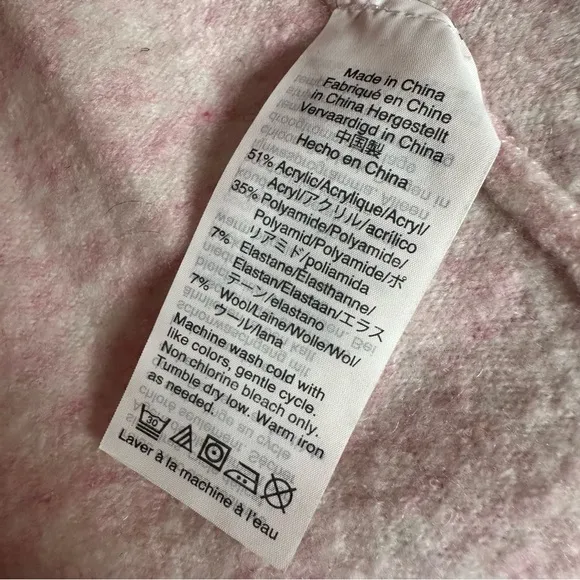 Made in China
Fabriqué en Chine
in China Hergestellt
Vervaardigd in China
中国製
Hecho en China
51% Acrylic/Acrylique/Acryl/
Acryl/アクリル/acrílico
35% Polyamide/Polyamide/
Polyamid/Polyamide/ポ
リアミド/poliamida
7% Elastane/Elasthanne/
Elastan/Elastaan/エラス
テーン/elastano
7% Wool/Laine/Wolle/Wol/
ウール/lana
Machine wash cold with
like colors, gentle cycle.
Non chlorine bleach only.
Tumble dry low. Warm iron
as needed.
30
Laver à la machine à l'eau